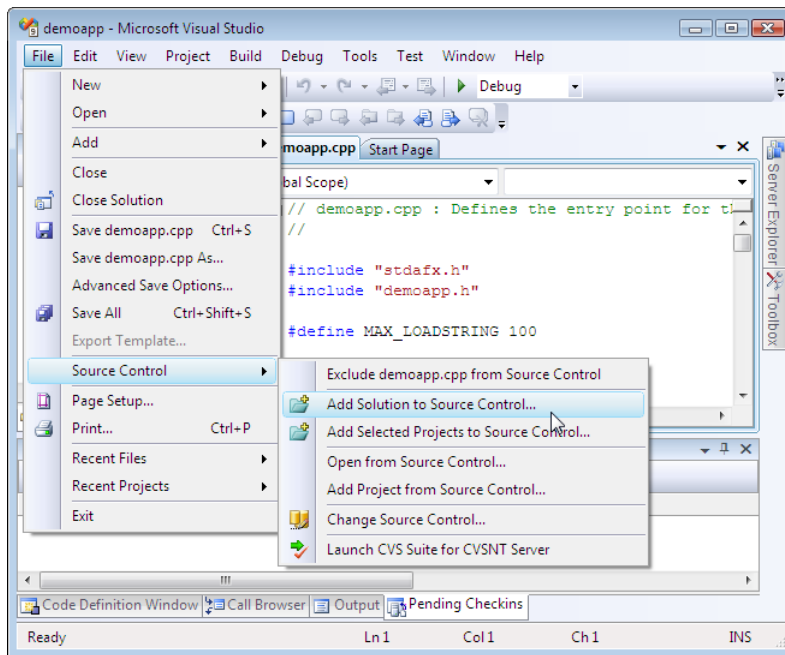 demoapp - Microsoft Visual Studio
File Edit View Project Build Debug Tools Test Window Help
New
Debug
Open
Add
moapp.cpp Start Page
Close
bal Scope)
Close Solution
// demoapp.cpp : Defines the entry point for t
Save demoapp.cpp Ctrl+S
//
Save demoapp.cpp As...
#include "stdafx.h"
Advanced Save Options...
#include "demoapp.h"
Save All Ctrl+Shift+S
#define MAX_LOADSTRING 100
Export Template...
Source Control
Exclude demoapp.cpp from Source Control
Page Setup...
Add Solution to Source Control...
Print... Ctrl+P
Add Selected Projects to Source Control...
Recent Files
Open from Source Control...
Recent Projects
Add Project from Source Control...
Exit
Change Source Control...
Launch CVS Suite for CVSNT Server
Server Explorer
Toolbox
Code Definition Window Call Browser Output Pending Checkins
Ready Ln 1 Col 1 Ch 1 INS